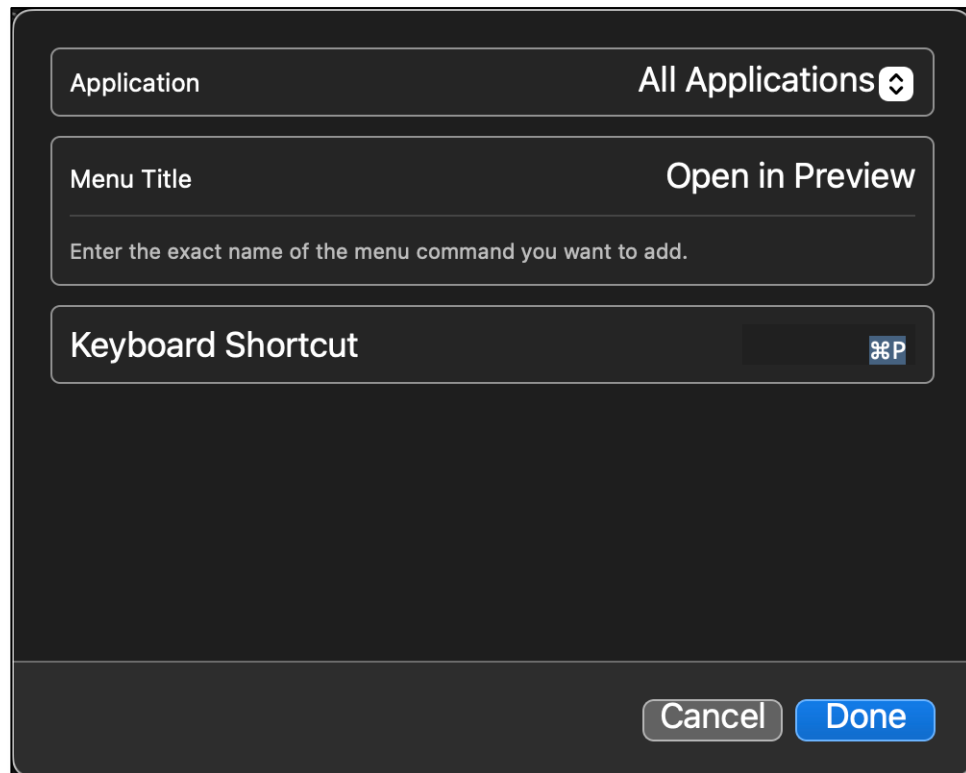 Application
All Applications
Menu Title
Open in Preview
Enter the exact name of the menu command you want to add.
Keyboard Shortcut
⌘P
Cancel
Done